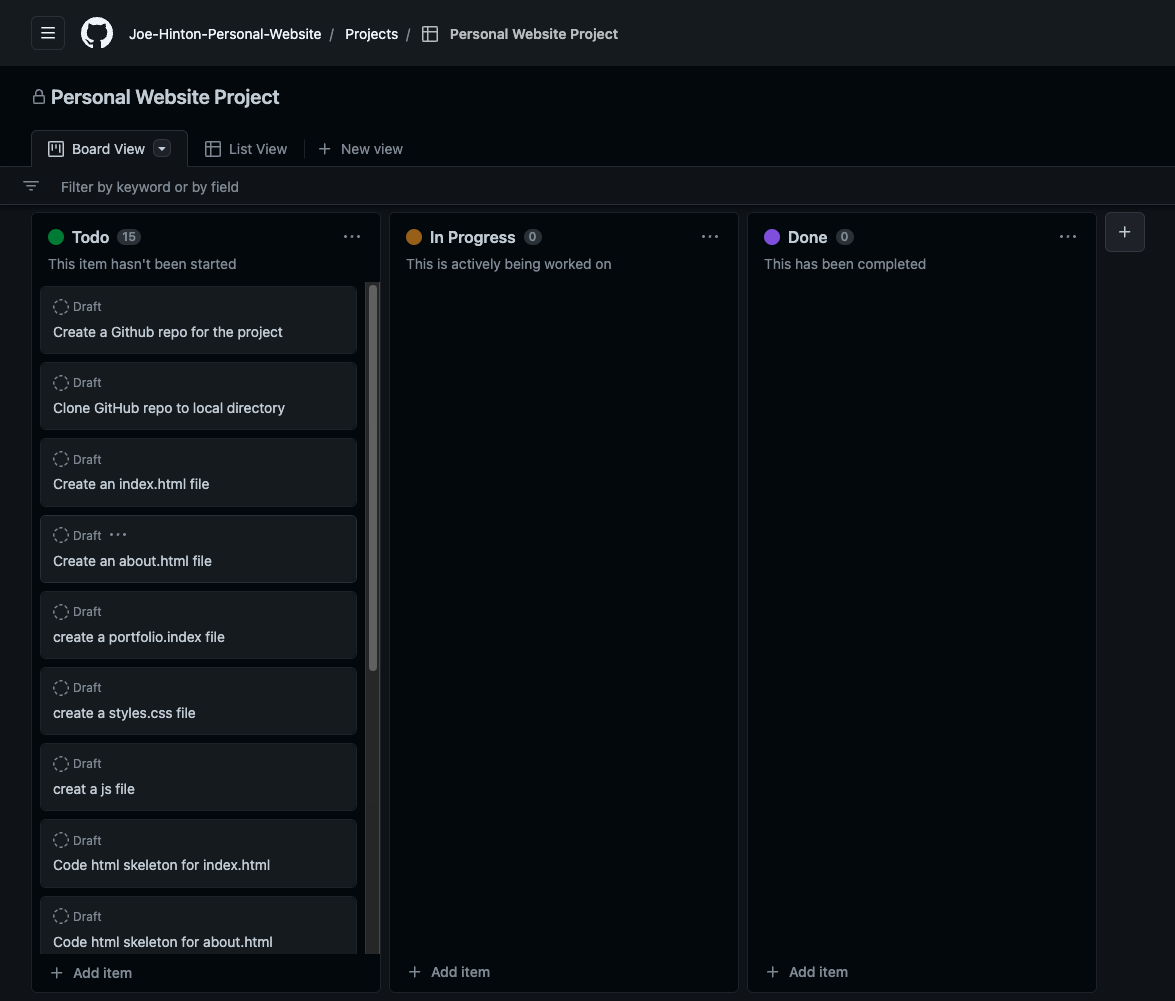 Joe-Hinton-Personal-Website / Projects / Personal Website Project
Personal Website Project
Board View List View + New view
Filter by keyword or by field
Todo 15 ...
This item hasn't been started
Draft
Create a Github repo for the project
Draft
Clone GitHub repo to local directory
Draft
Create an index.html file
Draft ...
Create an about.html file
Draft
create a portfolio.index file
Draft
create a styles.css file
Draft
creat a js file
Draft
Code html skeleton for index.html
Draft
Code html skeleton for about.html
+ Add item
In Progress 0 ...
This is actively being worked on
+ Add item
Done 0 ...
This has been completed
+ Add item
+